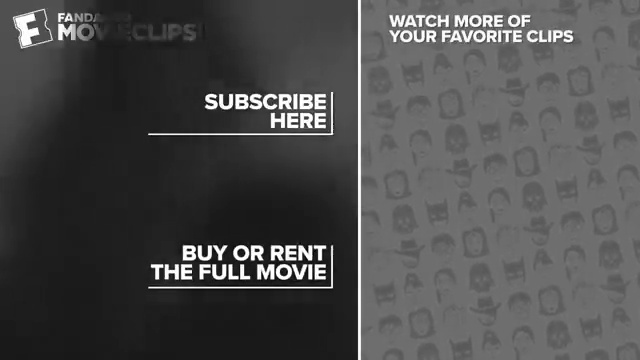 FANDANGO
MOVIECLIPS
SUBSCRIBE
HERE
BUY OR RENT
THE FULL MOVIE
WATCH MORE OF
YOUR FAVORITE CLIPS